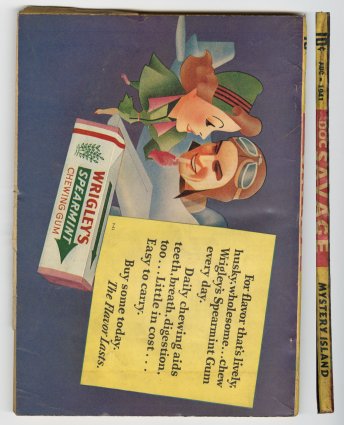 WRIGLEY'S
SPEARMINT
CHEWING GUM
For flavor that's lively,
husky, wholesome...chew
Wrigley's Spearmint Gum
every day.
Daily chewing aids
teeth, breath, digestion,
too...Little in cost...
Easy to carry.
Buy some today.
The Flavor Lasts.
10¢ AUG. 1941 DOC SAVAGE MYSTERY ISLAND